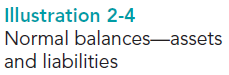 Illustration 2-4
Normal balances—assets
and liabilities